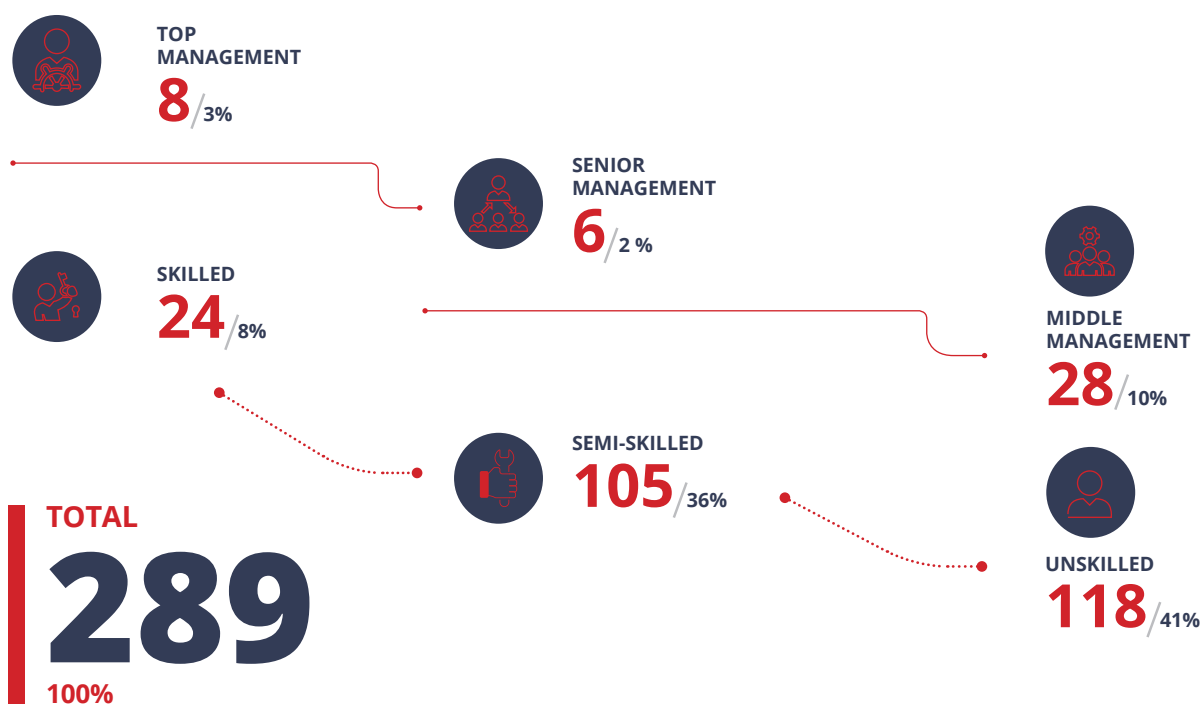 TOP
MANAGEMENT
8/3%
SENIOR
MANAGEMENT
6/2 %
MIDDLE
MANAGEMENT
28/10%
SKILLED
24/8%
SEMI-SKILLED
105/36%
UNSKILLED
118/41%
TOTAL
289
100%